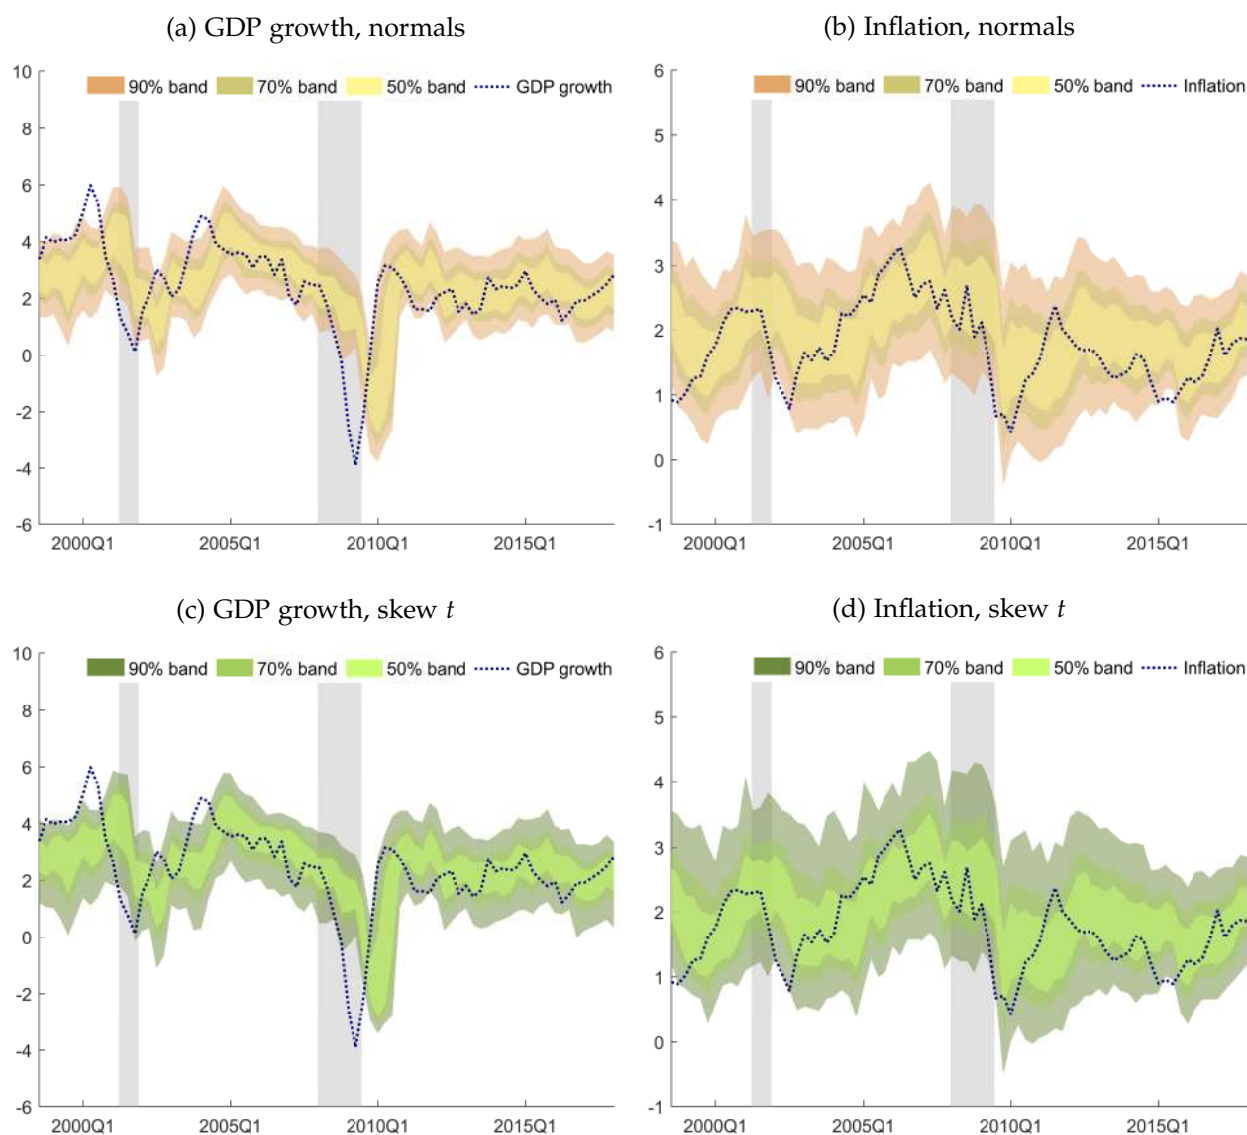 (a) GDP growth, normals
90% band 70% band 50% band GDP growth
10
8
6
4
2
0
-2
-4
-6
2000Q1 2005Q1 2010Q1 2015Q1
(b) Inflation, normals
90% band 70% band 50% band Inflation
6
5
4
3
2
1
0
-1
2000Q1 2005Q1 2010Q1 2015Q1
(c) GDP growth, skew t
90% band 70% band 50% band GDP growth
10
8
6
4
2
0
-2
-4
-6
2000Q1 2005Q1 2010Q1 2015Q1
(d) Inflation, skew t
90% band 70% band 50% band Inflation
6
5
4
3
2
1
0
-1
2000Q1 2005Q1 2010Q1 2015Q1